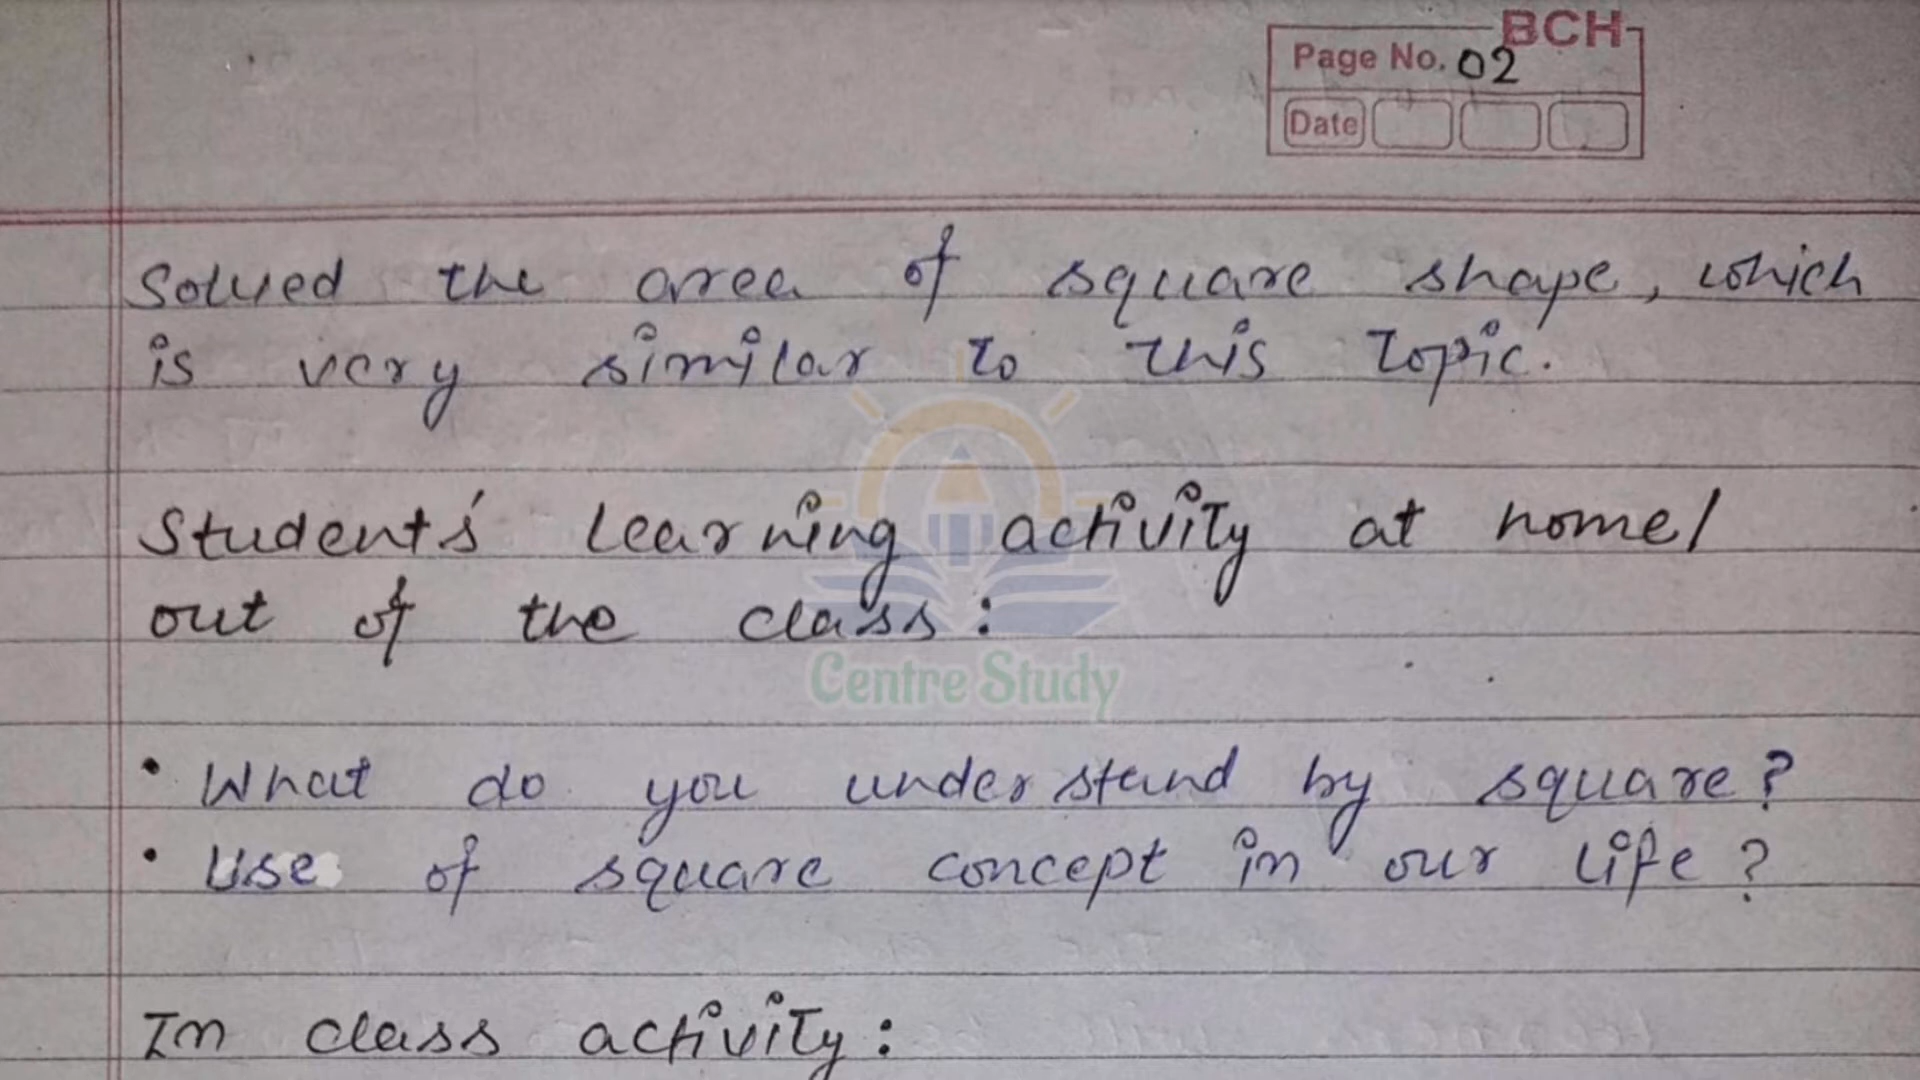 BCH
Page No. 02
Date
Solved the area of square shape, which
is very similar to this topic.
Student's learning activity at home/
out of the class:
Centre Study
• What do you understand by square?
• Use of square concept in our life?
In class activity: